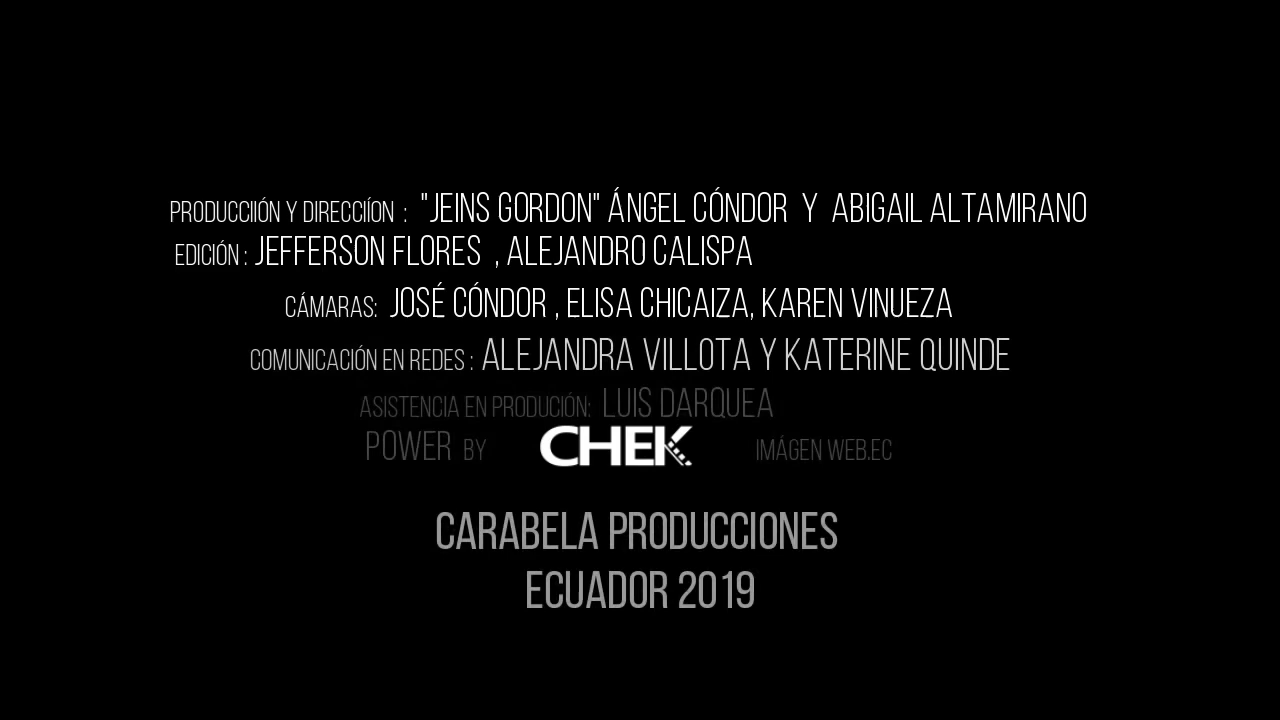 PRODUCCIIÓN Y DIRECCIÍON : "JEINS GORDON" ÁNGEL CÓNDOR Y ABIGAIL ALTAMIRANO
EDICIÓN : JEFFERSON FLORES , ALEJANDRO CALISPA
CÁMARAS: JOSÉ CÓNDOR , ELISA CHICAIZA, KAREN VINUEZA
COMUNICACIÓN EN REDES : ALEJANDRA VILLOTA Y KATERINE QUINDE
ASISTENCIA EN PRODUCIÓN: LUIS DARQUEA
POWER BY CHEK IMÁGEN WEB.EC
CARABELA PRODUCCIONES
ECUADOR 2019